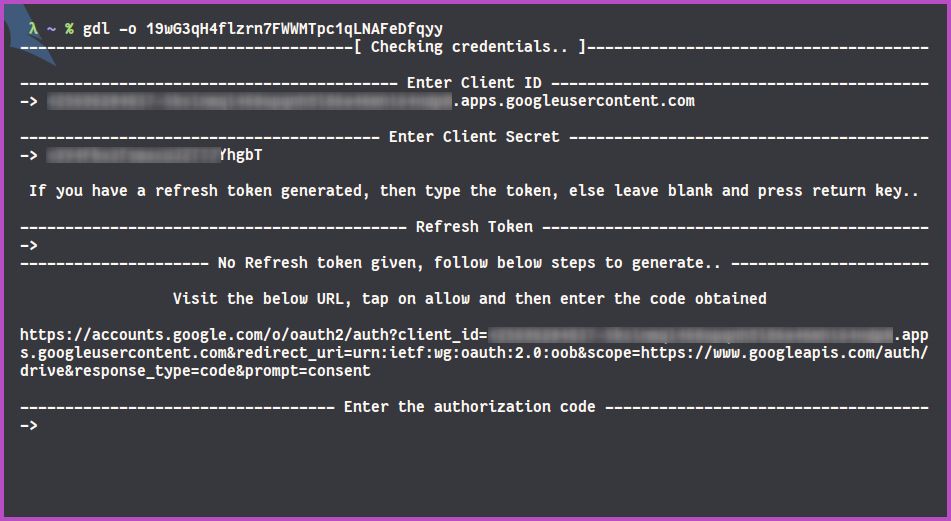 λ ~ % gdl -o 19wG3qH4flzrn7FWWMTpc1qLNAFeDfqyy
-------------------------------------[ Checking credentials.. ]--------------------------------------
------------------------------------------ Enter Client ID ------------------------------------------
-> .apps.googleusercontent.com
---------------------------------------- Enter Client Secret ----------------------------------------
-> YhgbT
If you have a refresh token generated, then type the token, else leave blank and press return key..
------------------------------------------- Refresh Token -------------------------------------------
->
--------------------- No Refresh token given, follow below steps to generate.. ----------------------
Visit the below URL, tap on allow and then enter the code obtained
https://accounts.google.com/o/oauth2/auth?client_id= .app
s.googleusercontent.com&redirect_uri=urn:ietf:wg:oauth:2.0:oob&scope=https://www.googleapis.com/auth/
drive&response_type=code&prompt=consent
----------------------------------- Enter the authorization code ------------------------------------
->